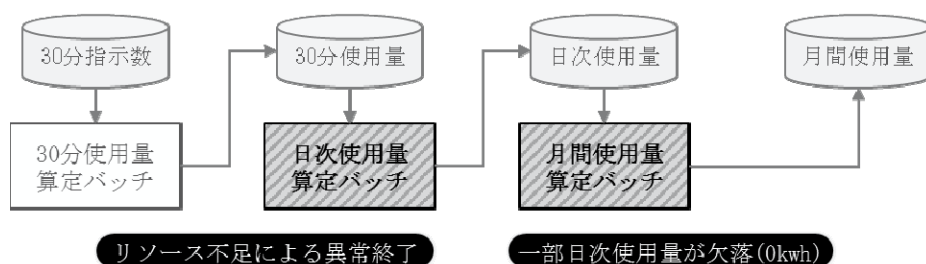 30分指示数
30分使用量
日次使用量
月間使用量
30分使用量
算定バッチ
日次使用量
算定バッチ
月間使用量
算定バッチ
リソース不足による異常終了
一部日次使用量が欠落(0kwh)